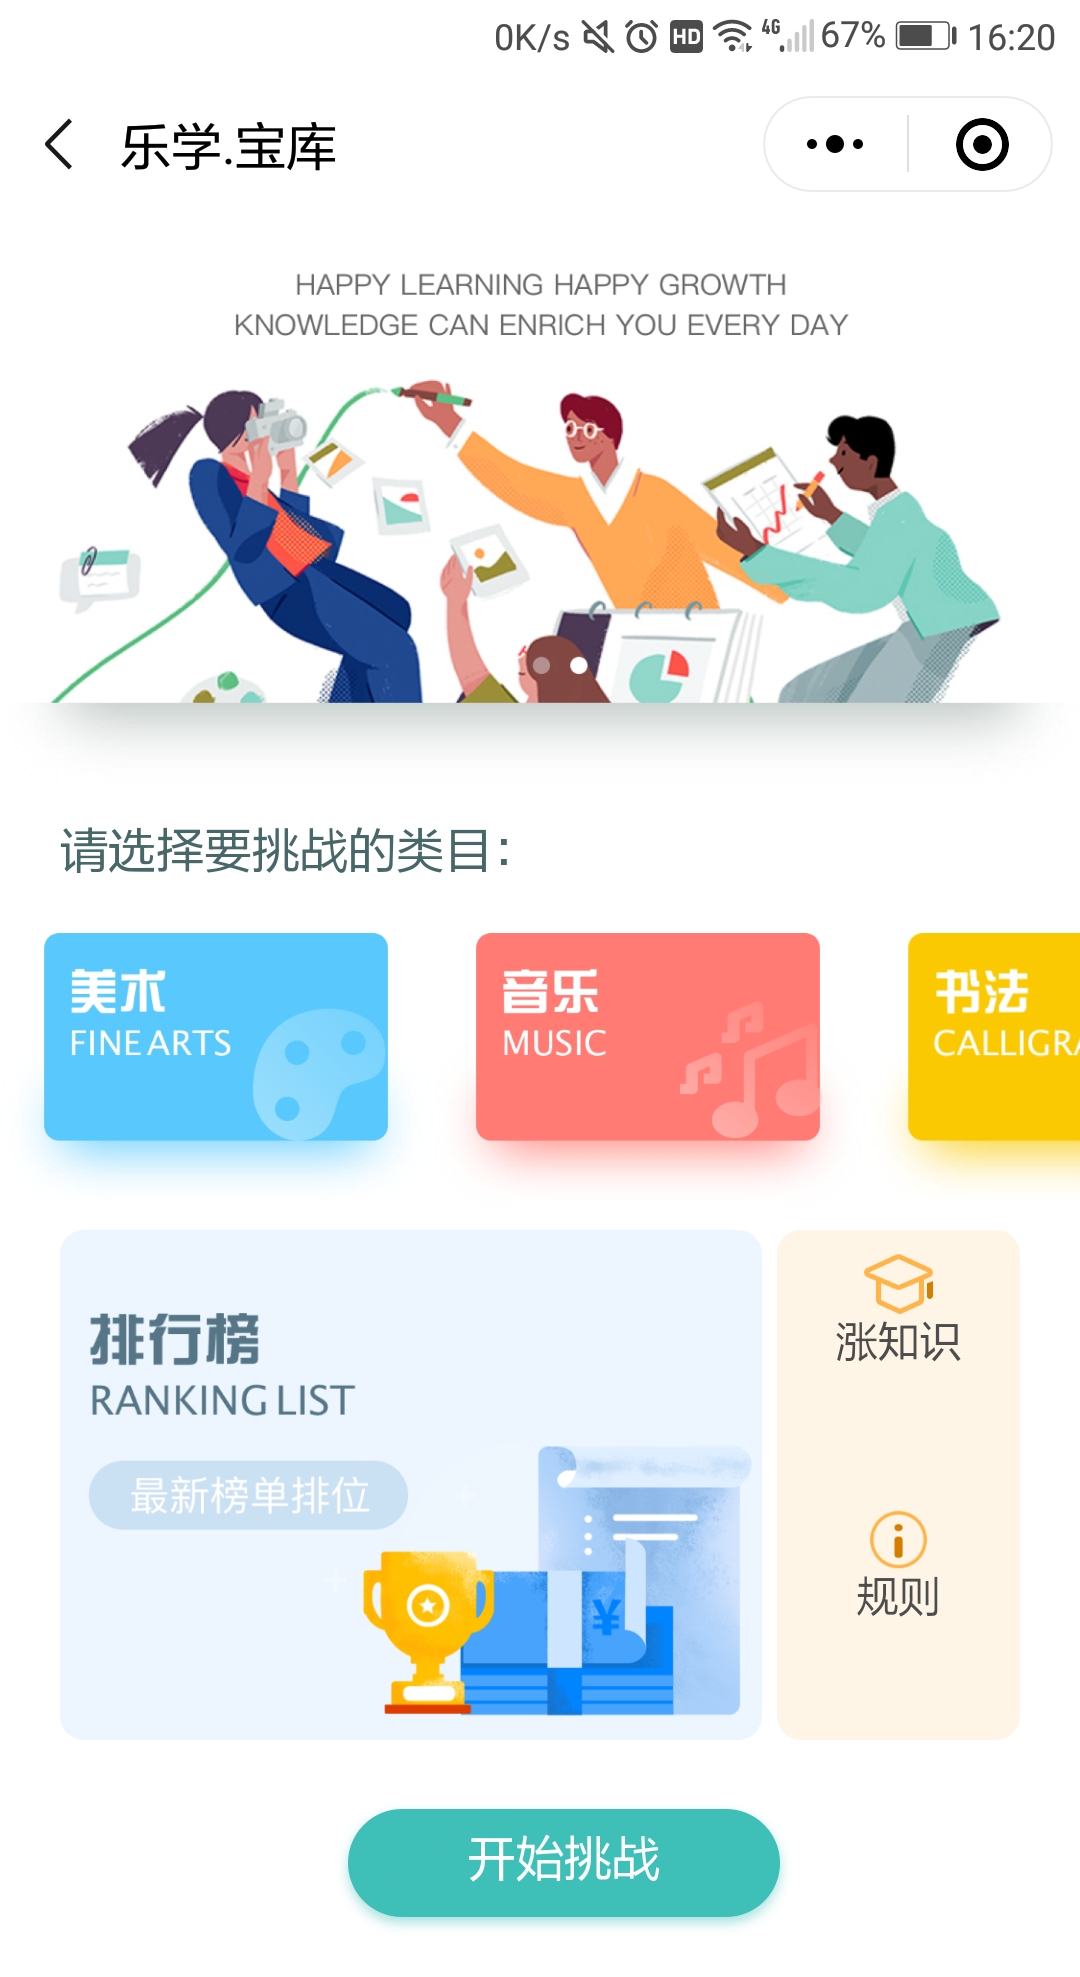 0K/s HD 4G 67% 16:20
乐学.宝库
HAPPY LEARNING HAPPY GROWTH
KNOWLEDGE CAN ENRICH YOU EVERY DAY
请选择要挑战的类目：
美术
FINE ARTS
音乐
MUSIC
书法
CALLIGRA
排行榜
RANKING LIST
最新榜单排位
¥
涨知识
规则
开始挑战